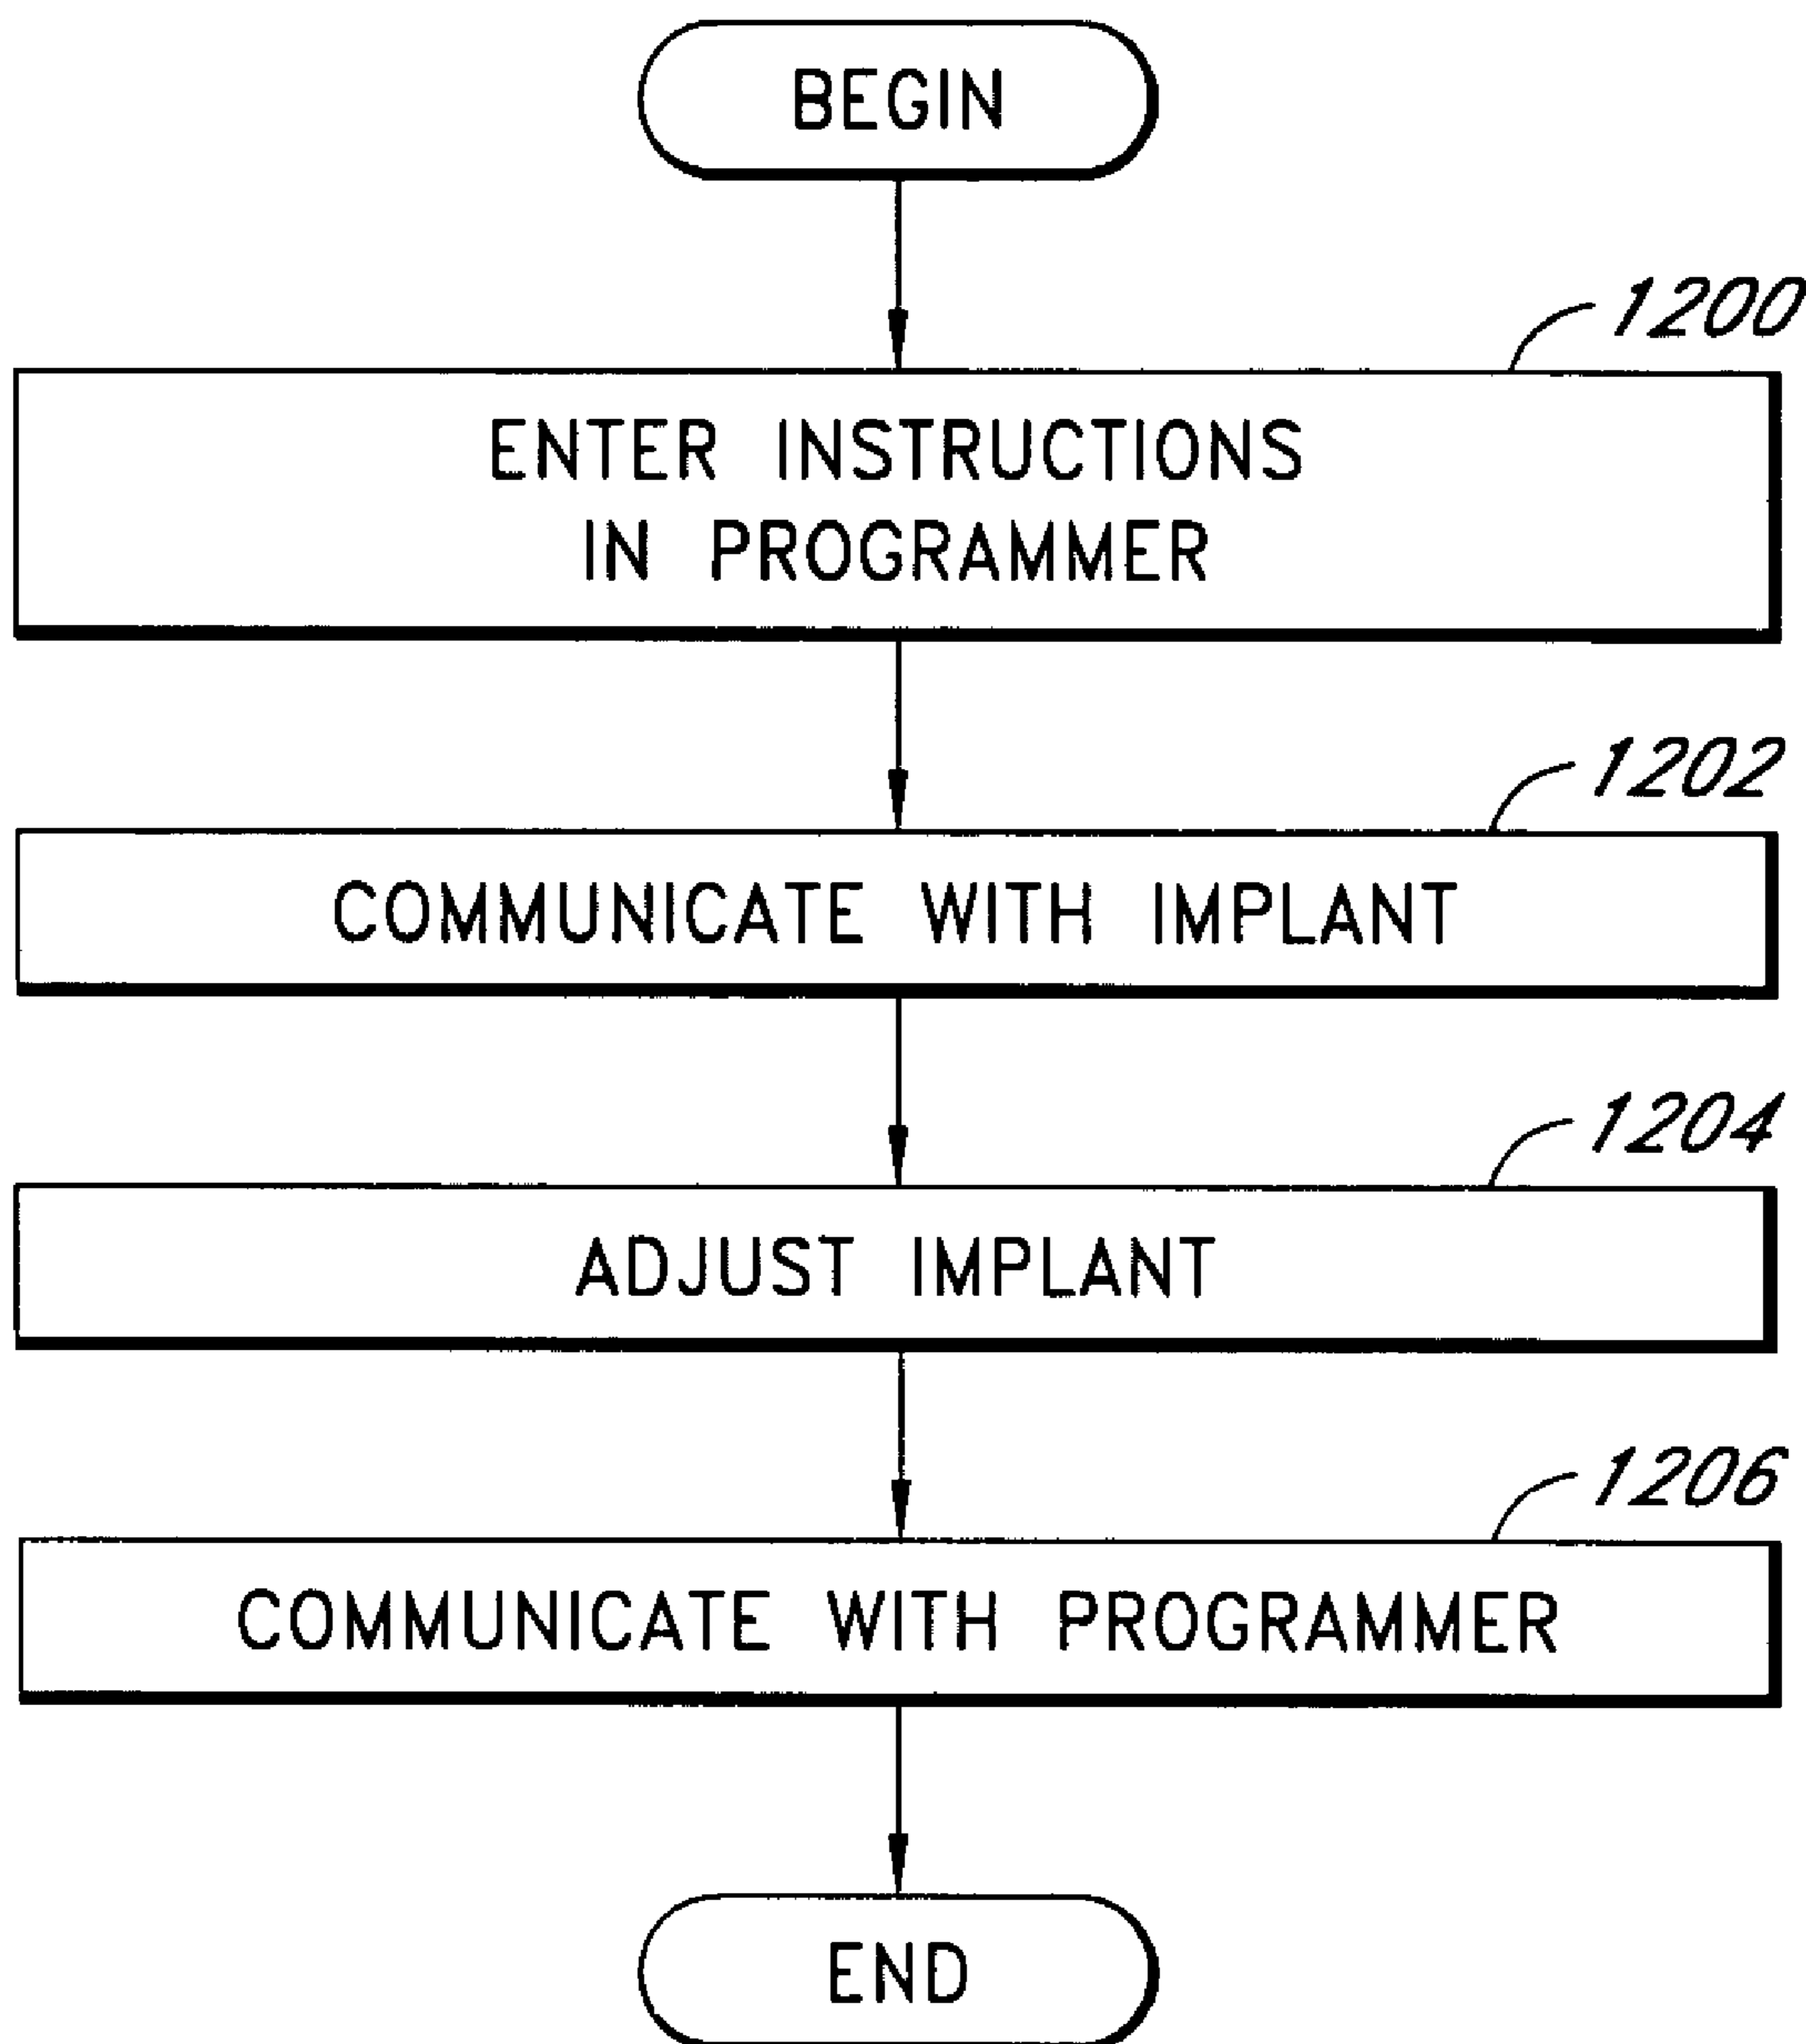 BEGIN
1200
ENTER INSTRUCTIONS
IN PROGRAMMER
1202
COMMUNICATE WITH IMPLANT
1204
ADJUST IMPLANT
1206
COMMUNICATE WITH PROGRAMMER
END